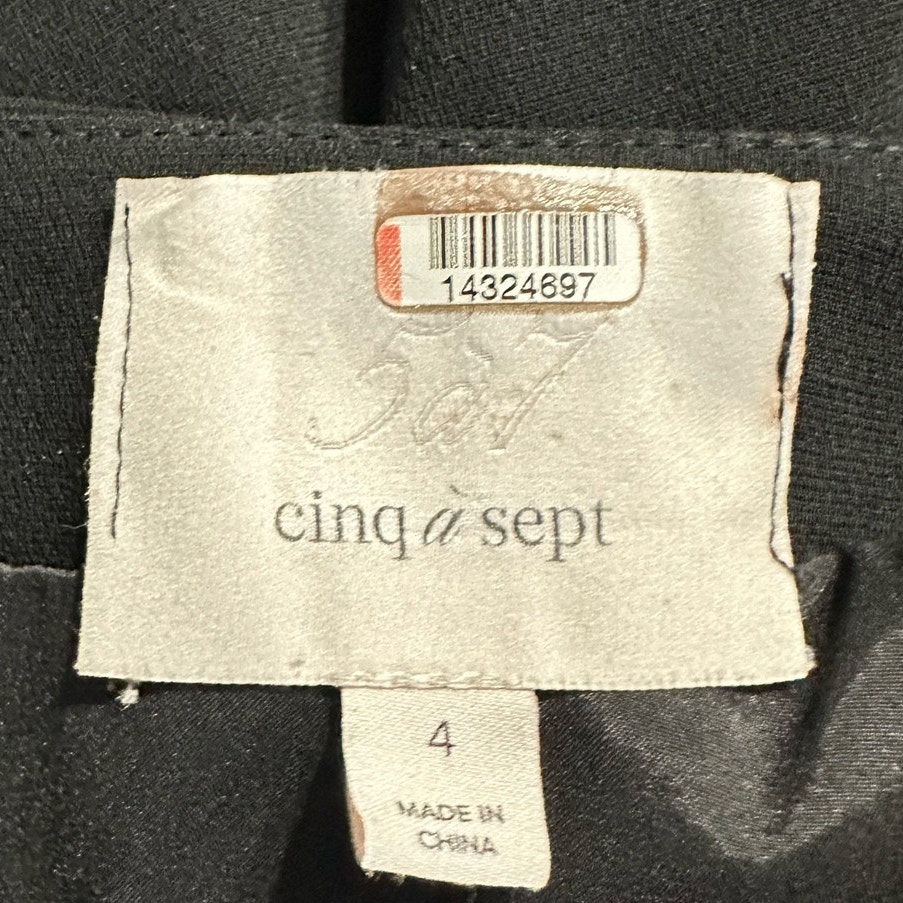 14324697
5à7
cinq à sept
4
MADE IN
CHINA